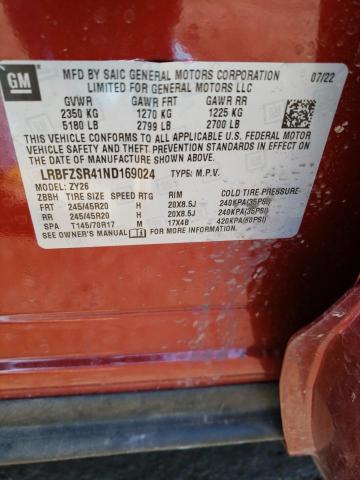 GM
MFD BY SAIC GENERAL MOTORS CORPORATION 07/22
LIMITED FOR GENERAL MOTORS LLC
GVWR GAWR FRT GAWR RR
2350 KG 1270 KG 1225 KG
5180 LB 2799 LB 2700 LB
THIS VEHICLE CONFORMS TO ALL APPLICABLE U.S. FEDERAL MOTOR
VEHICLE SAFETY, BUMPER, AND THEFT PREVENTION STANDARDS
IN EFFECT ON THE DATE OF MANUFACTURE SHOWN ABOVE.
LRBFZSR41ND169024 TYPE: M.P.V.
MODEL: ZY26
ZBBH TIRE SIZE SPEED RTG RIM COLD TIRE PRESSURE
FRT 245/45R20 H 20X8.5J 240KPA(35PSI)
RR 245/45R20 H 20X8.5J 240KPA(35PSI)
SPA T145/70R17 M 17X4B 420KPA(60PSI)
SEE OWNER'S MANUAL FOR MORE INFORMATION.